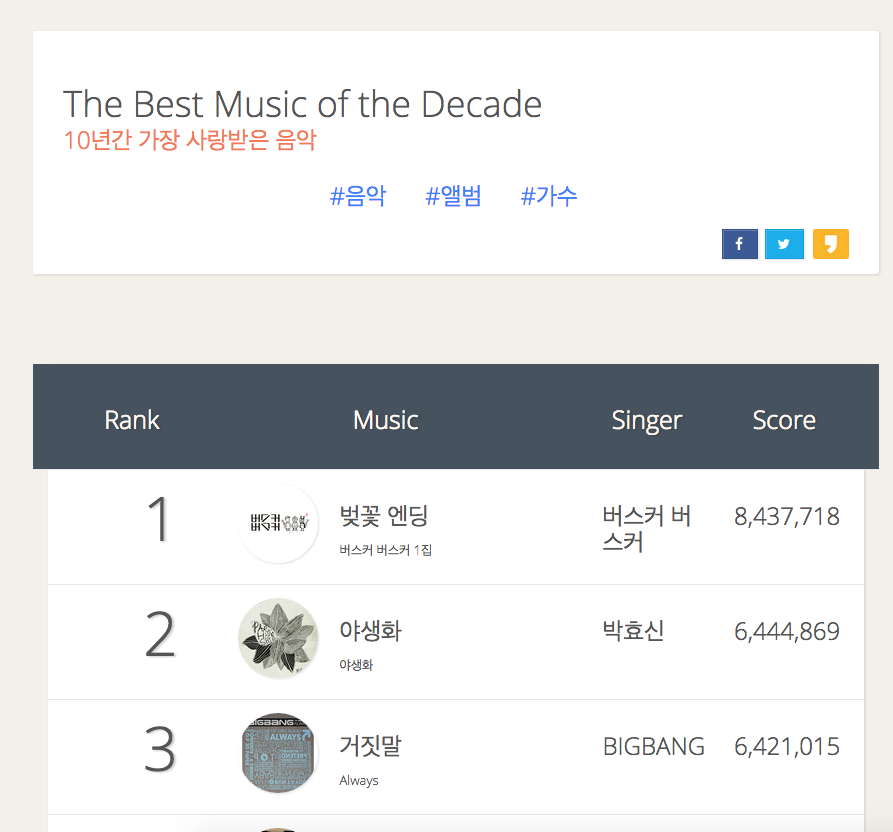 The Best Music of the Decade
10년간 가장 사랑받은 음악
#음악 #앨범 #가수
Rank Music Singer Score
1 벚꽃 엔딩 버스커 버 8,437,718
버스커 버스커 1집 스커
2 야생화 박효신 6,444,869
야생화
3 거짓말 BIGBANG 6,421,015
Always